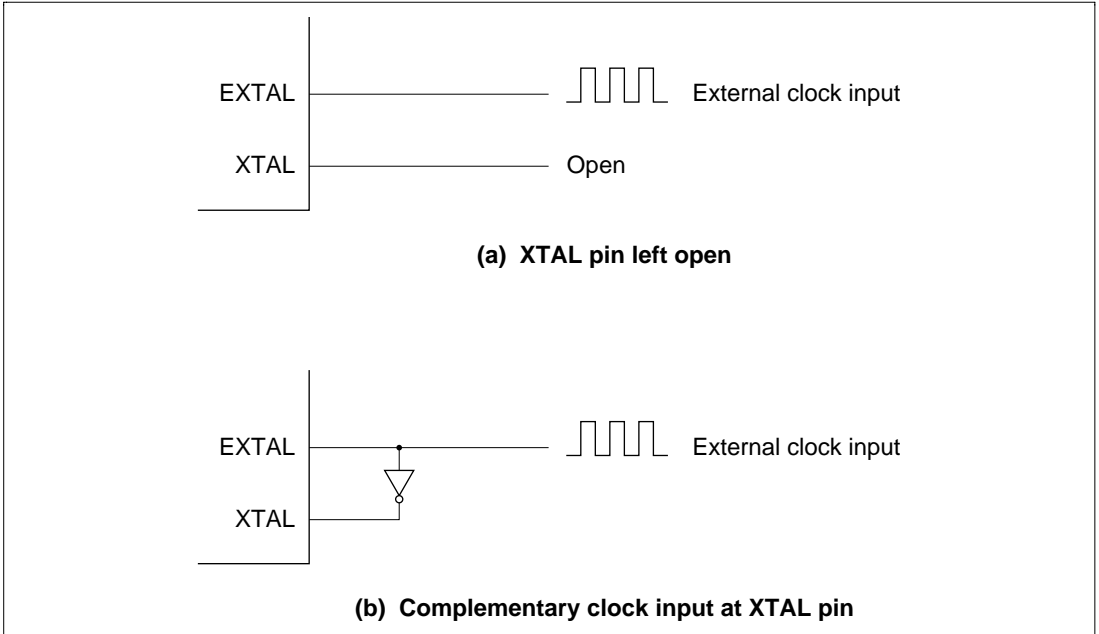 EXTAL
External clock input
XTAL
Open
(a) XTAL pin left open
EXTAL
External clock input
XTAL
(b) Complementary clock input at XTAL pin